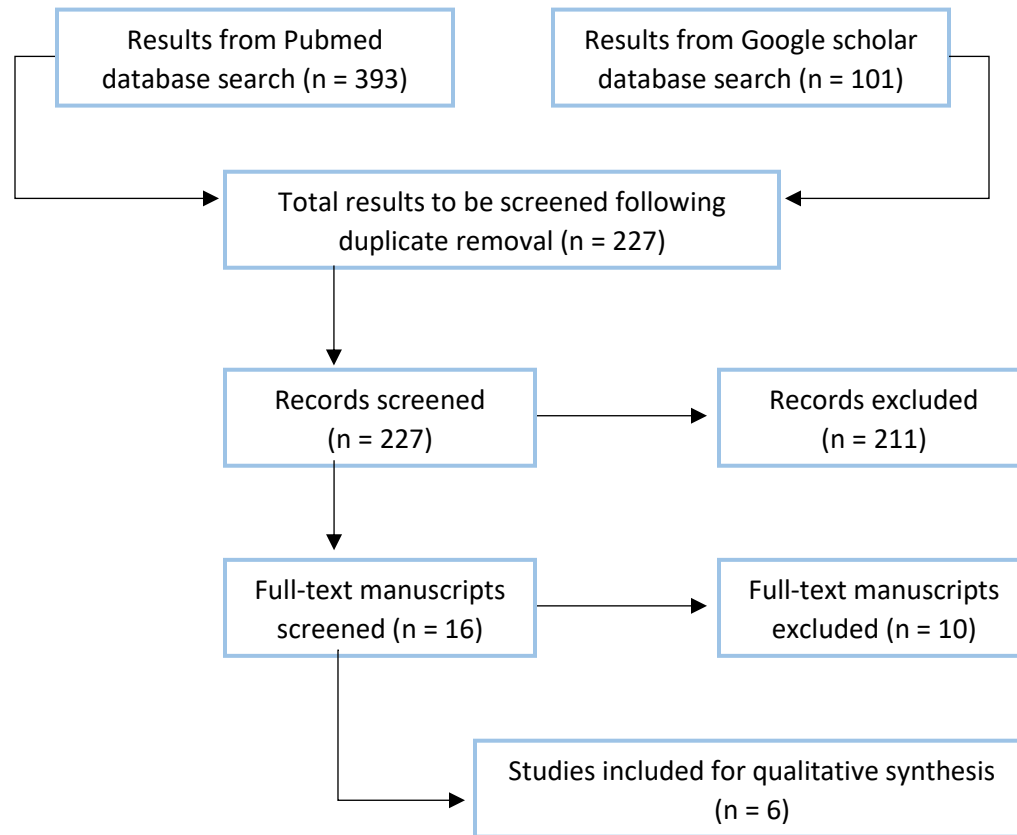 Results from Pubmed
database search (n = 393)
Results from Google scholar
database search (n = 101)
Total results to be screened following
duplicate removal (n = 227)
Records screened
(n = 227)
Records excluded
(n = 211)
Full-text manuscripts
screened (n = 16)
Full-text manuscripts
excluded (n = 10)
Studies included for qualitative synthesis
(n = 6)